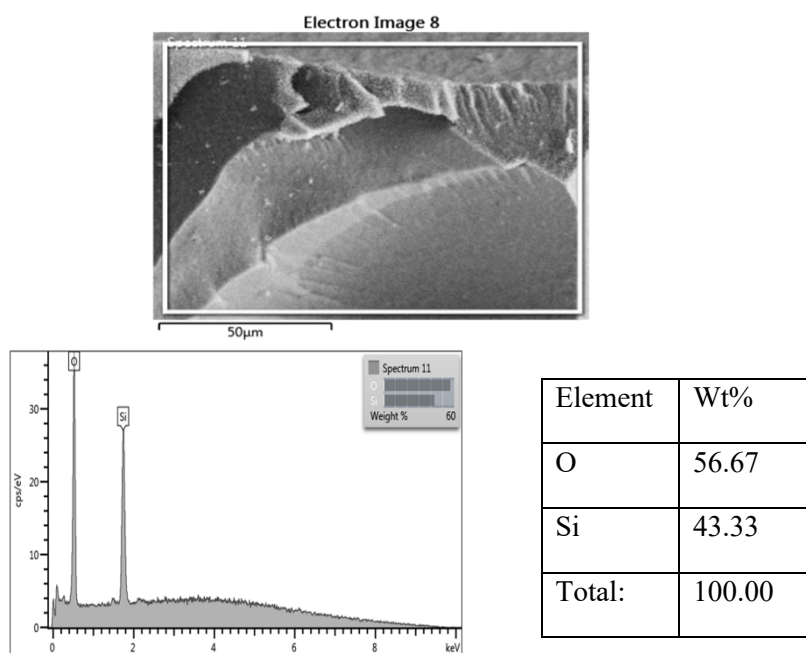 Electron Image 8
Spectrum 11
50µm
O
Si
Spectrum 11
O
Si
Weight % 60
cps/eV
30
20
10
0
0 2 4 6 8 keV
Element Wt%
O 56.67
Si 43.33
Total: 100.00